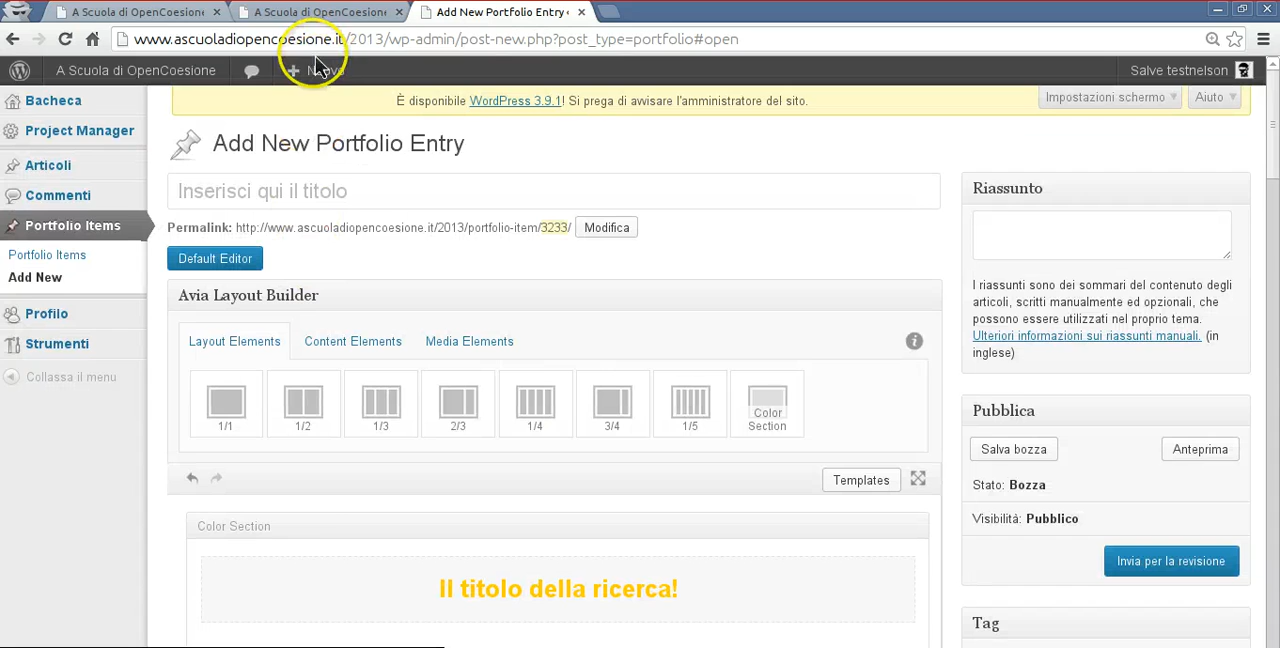 A Scuola di OpenCoesione
A Scuola di OpenCoesione
Add New Portfolio Entry
www.ascuoladiopencoesione.it/2013/wp-admin/post-new.php?post_type=portfolio#open
A Scuola di OpenCoesione
Nuovo
Salve testnelson
Bacheca
Project Manager
Articoli
Commenti
Portfolio Items
Portfolio Items
Add New
Profilo
Strumenti
Collassa il menu
È disponibile WordPress 3.9.1! Si prega di avvisare l'amministratore del sito.
Impostazioni schermo
Aiuto
Add New Portfolio Entry
Inserisci qui il titolo
Permalink: http://www.ascuoladiopencoesione.it/2013/portfolio-item/3233/
Modifica
Default Editor
Avia Layout Builder
Layout Elements
Content Elements
Media Elements
1/1
1/2
1/3
2/3
1/4
3/4
1/5
Color
Section
Templates
Color Section
Il titolo della ricerca!
Riassunto
I riassunti sono dei sommari del contenuto degli
articoli, scritti manualmente ed opzionali, che
possono essere utilizzati nel proprio tema.
Ulteriori informazioni sui riassunti manuali. (in
inglese)
Pubblica
Salva bozza
Anteprima
Stato: Bozza
Visibilità: Pubblico
Invia per la revisione
Tag